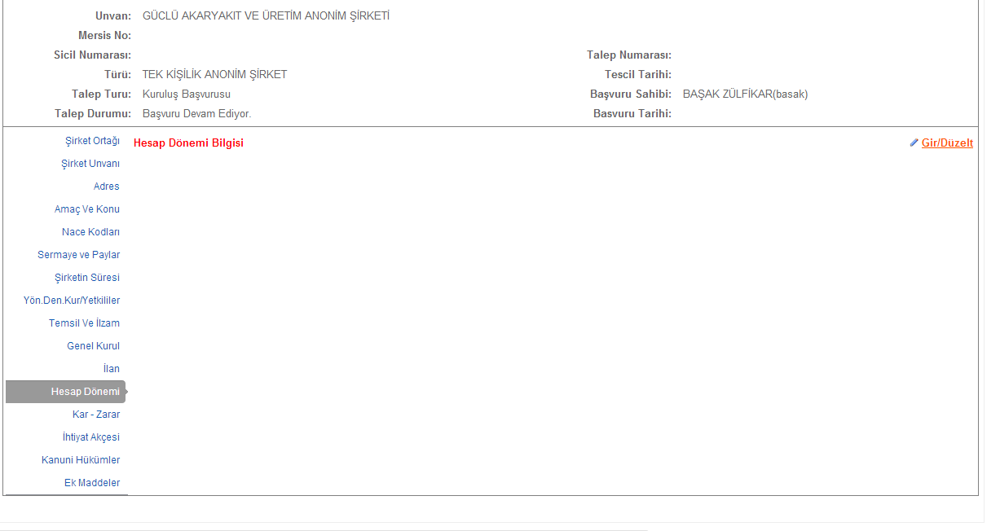 Unvan: GÜCLÜ AKARYAKIT VE ÜRETİM ANONİM ŞİRKETİ
Mersis No:
Sicil Numarası: Talep Numarası:
Türü: TEK KİŞİLİK ANONİM ŞİRKET Tescil Tarihi:
Talep Turu: Kuruluş Başvurusu Başvuru Sahibi: BAŞAK ZÜLFİKAR(basak)
Talep Durumu: Başvuru Devam Ediyor. Basvuru Tarihi:
Şirket Ortağı Hesap Dönemi Bilgisi Gir/Düzelt
Şirket Unvanı
Adres
Amaç Ve Konu
Nace Kodları
Sermaye ve Paylar
Şirketin Süresi
Yön.Den.Kur/Yetkililer
Temsil Ve İlzam
Genel Kurul
İlan
Hesap Dönemi
Kar - Zarar
İhtiyat Akçesi
Kanuni Hükümler
Ek Maddeler